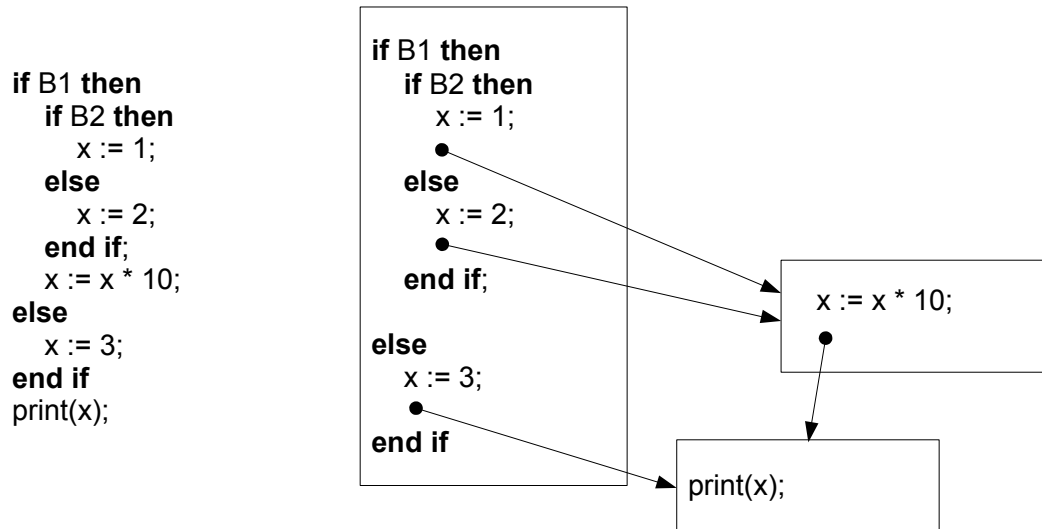 if B1 then
if B2 then
x := 1;
else
x := 2;
end if;
x := x * 10;
else
x := 3;
end if
print(x);
if B1 then
if B2 then
x := 1;
else
x := 2;
end if;
else
x := 3;
end if
x := x * 10;
print(x);